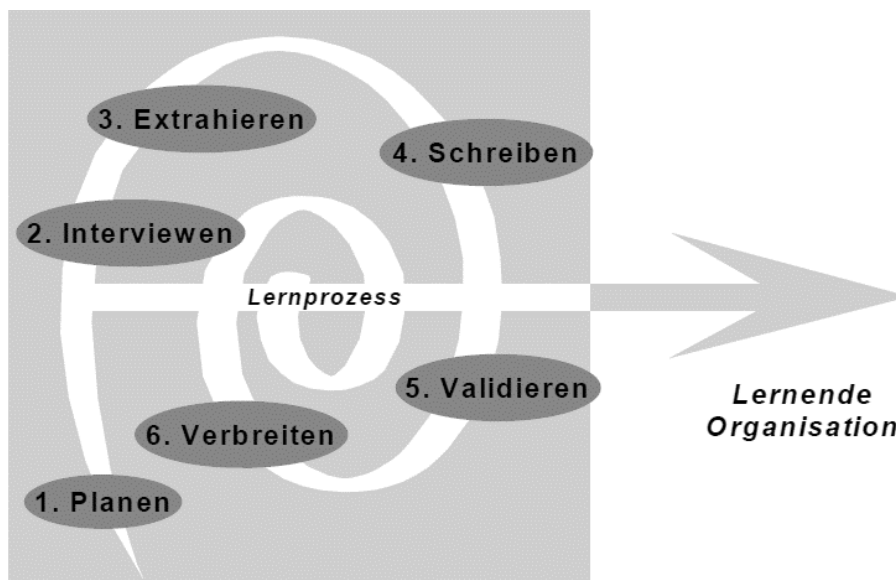 3. Extrahieren
4. Schreiben
2. Interviewen
Lernprozess
5. Validieren
Lernende
Organisation
6. Verbreiten
1. Planen